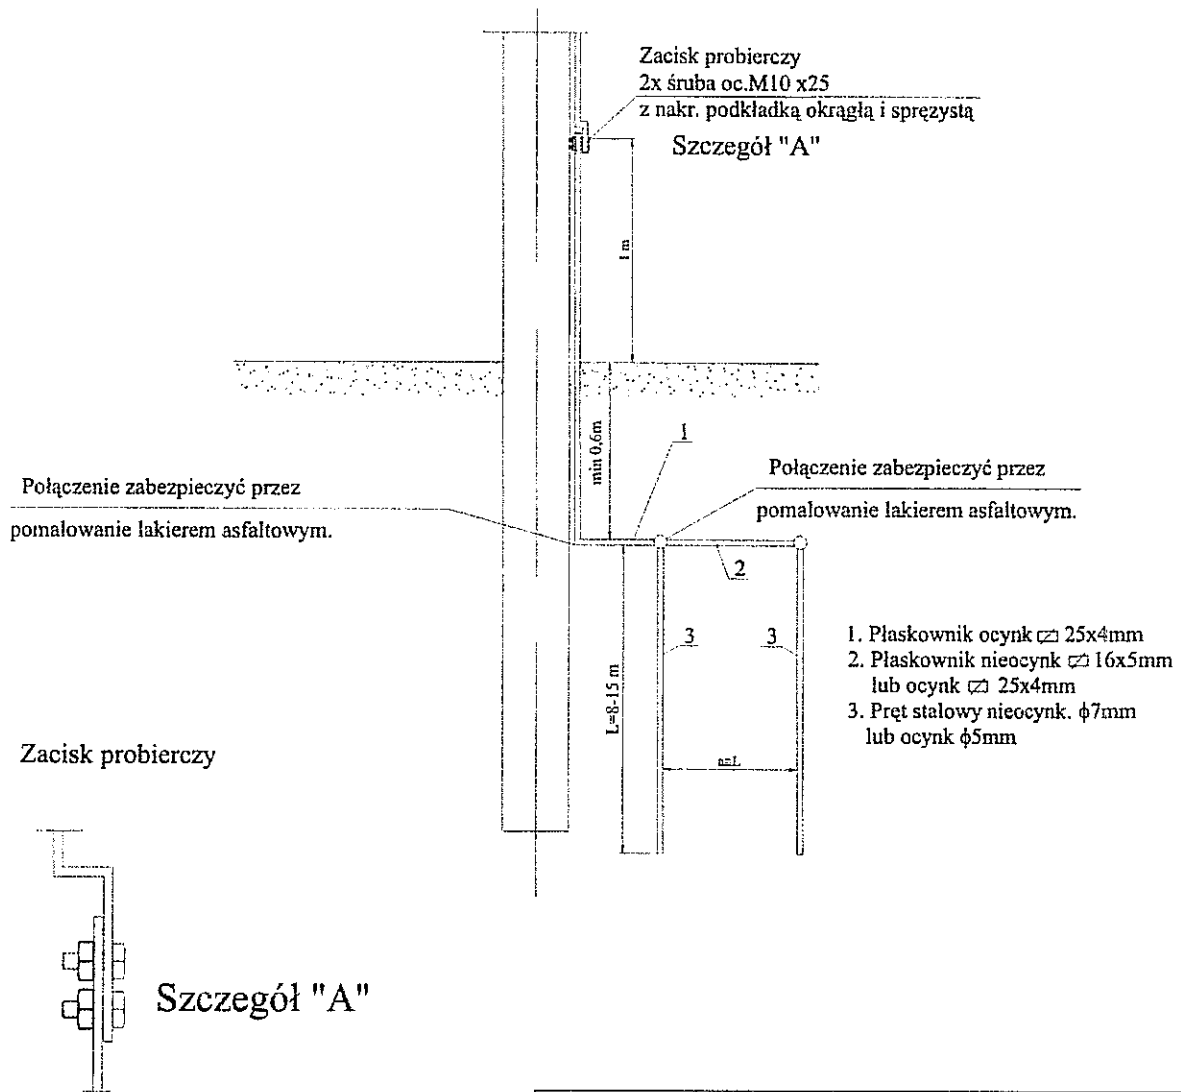 Zacisk probierczy
2x śruba oc.M10 x25
z nakr. podkładką okrągłą i sprężystą
Szczegół "A"
1 m
min 0,6m
1
Połączenie zabezpieczyć przez
pomalowanie lakierem asfaltowym.
Połączenie zabezpieczyć przez
pomalowanie lakierem asfaltowym.
2
3
3
L=8-15 m
a=L
1. Płaskownik ocynk 25x4mm
2. Płaskownik nieocynk 16x5mm
lub ocynk 25x4mm
3. Pręt stalowy nieocynk. ϕ7mm
lub ocynk ϕ5mm
Zacisk probierczy
Szczegół "A"